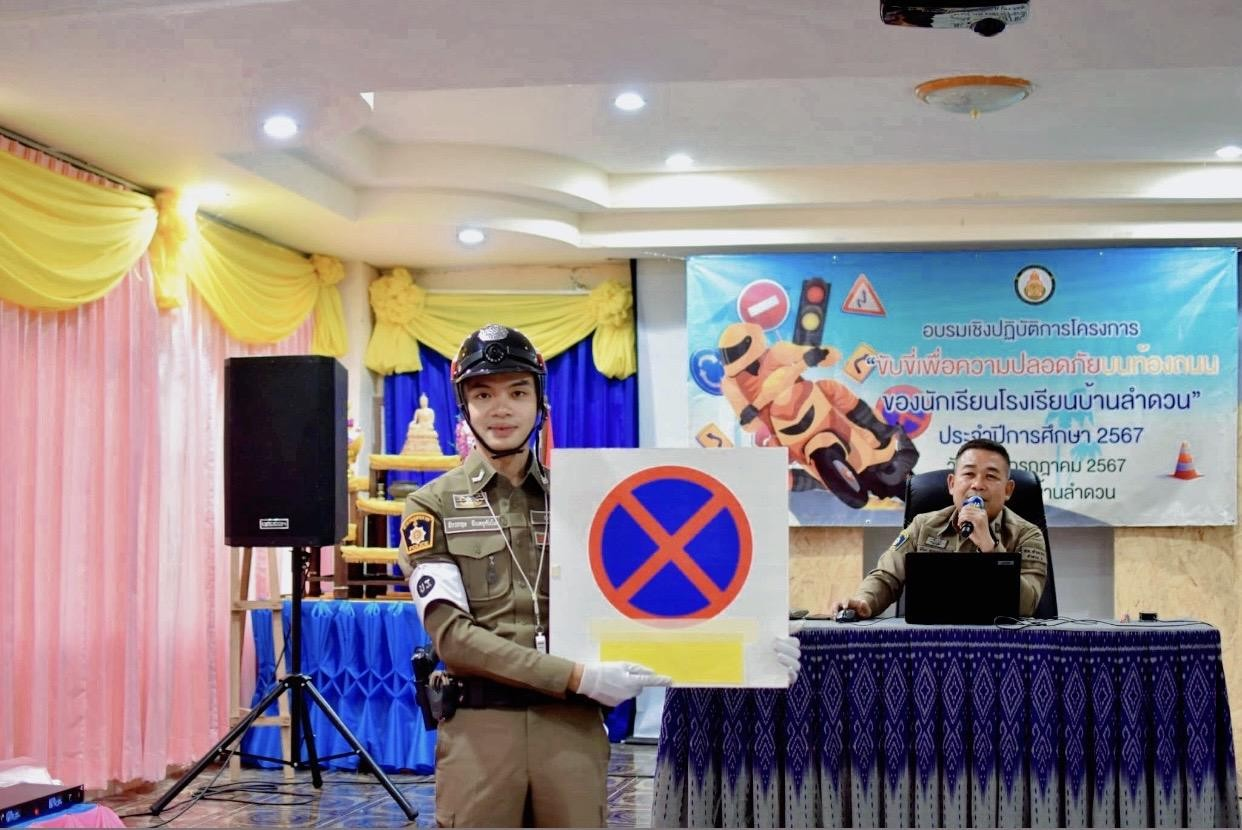 อบรมเชิงปฏิบัติการโครงการ
“ขับขี่เพื่อความปลอดภัยบนท้องถนน
ของนักเรียนโรงเรียนบ้านลำดวน”
ประจำปีการศึกษา 2567
กรกฎาคม 2567
บ้านลำดวน
POLICE